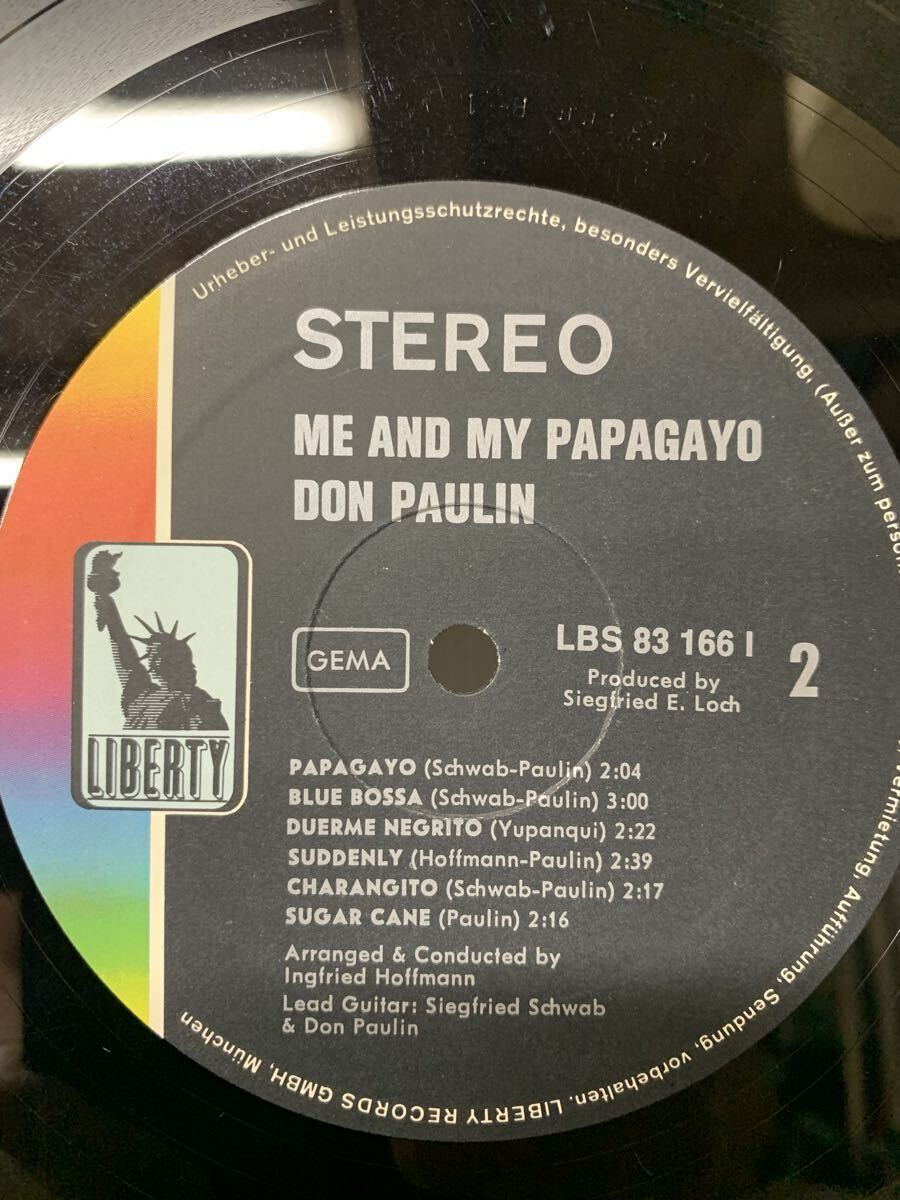 Urheber- und Leistungsschutzrechte, besonders Vervielfältigung, (Außer zum persönl.
STEREO
ME AND MY PAPAGAYO
DON PAULIN
LIBERTY
GEMA
LBS 83 166 I
2
Produced by
Siegfried E. Loch
PAPAGAYO (Schwab-Paulin) 2:04
BLUE BOSSA (Schwab-Paulin) 3:00
DUERME NEGRITO (Yupanqui) 2:22
SUDDENLY (Hoffmann-Paulin) 2:39
CHARANGITO (Schwab-Paulin) 2:17
SUGAR CANE (Paulin) 2:16
Arranged & Conducted by
Ingfried Hoffmann
Lead Guitar: Siegfried Schwab
& Don Paulin
Vermietung, Aufführung, Sendung, vorbehalten. LIBERTY RECORDS GMBH, München